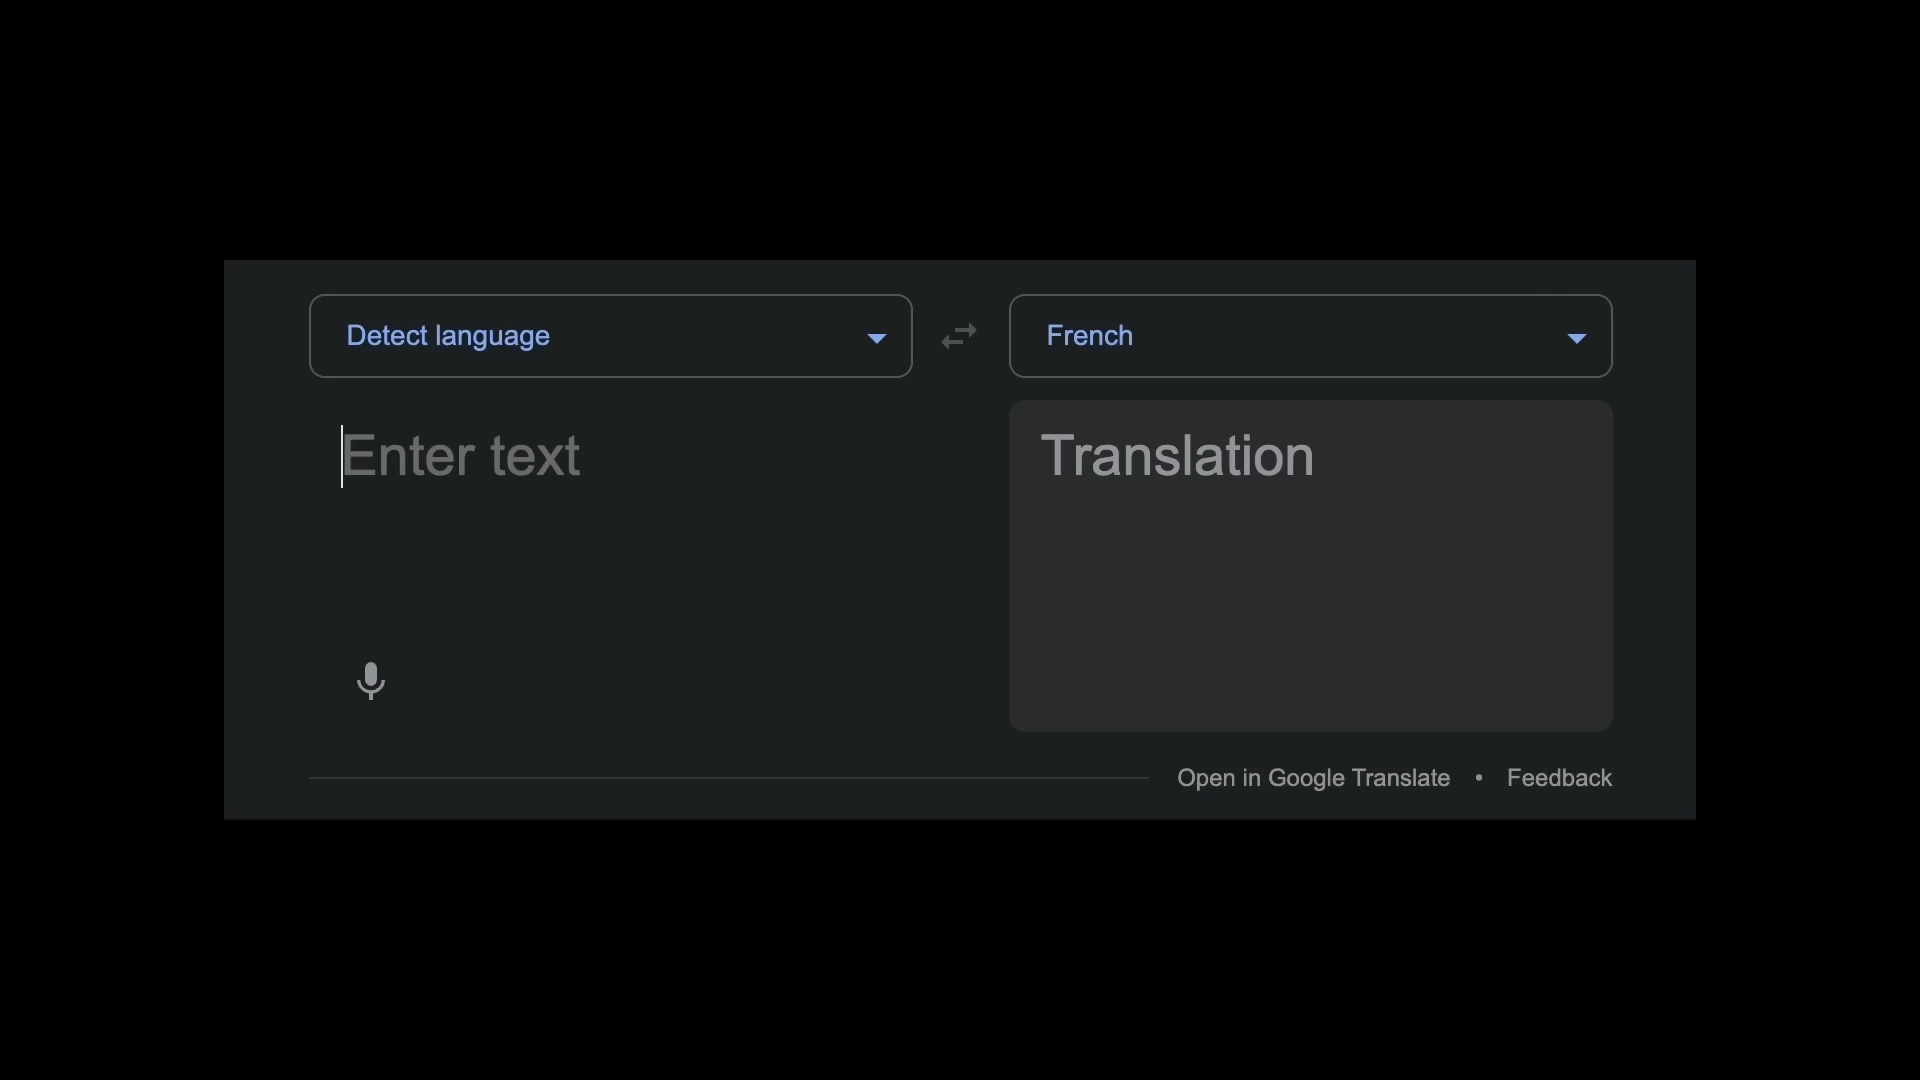 Detect language
French
Enter text
Translation
Open in Google Translate • Feedback